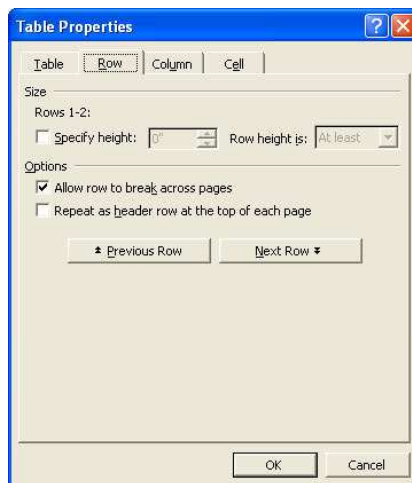 Table Properties
Table Row Column Cell
Size
Rows 1-2:
Specify height: 0" Row height is: At least
Options
Allow row to break across pages
Repeat as header row at the top of each page
Previous Row Next Row
OK Cancel